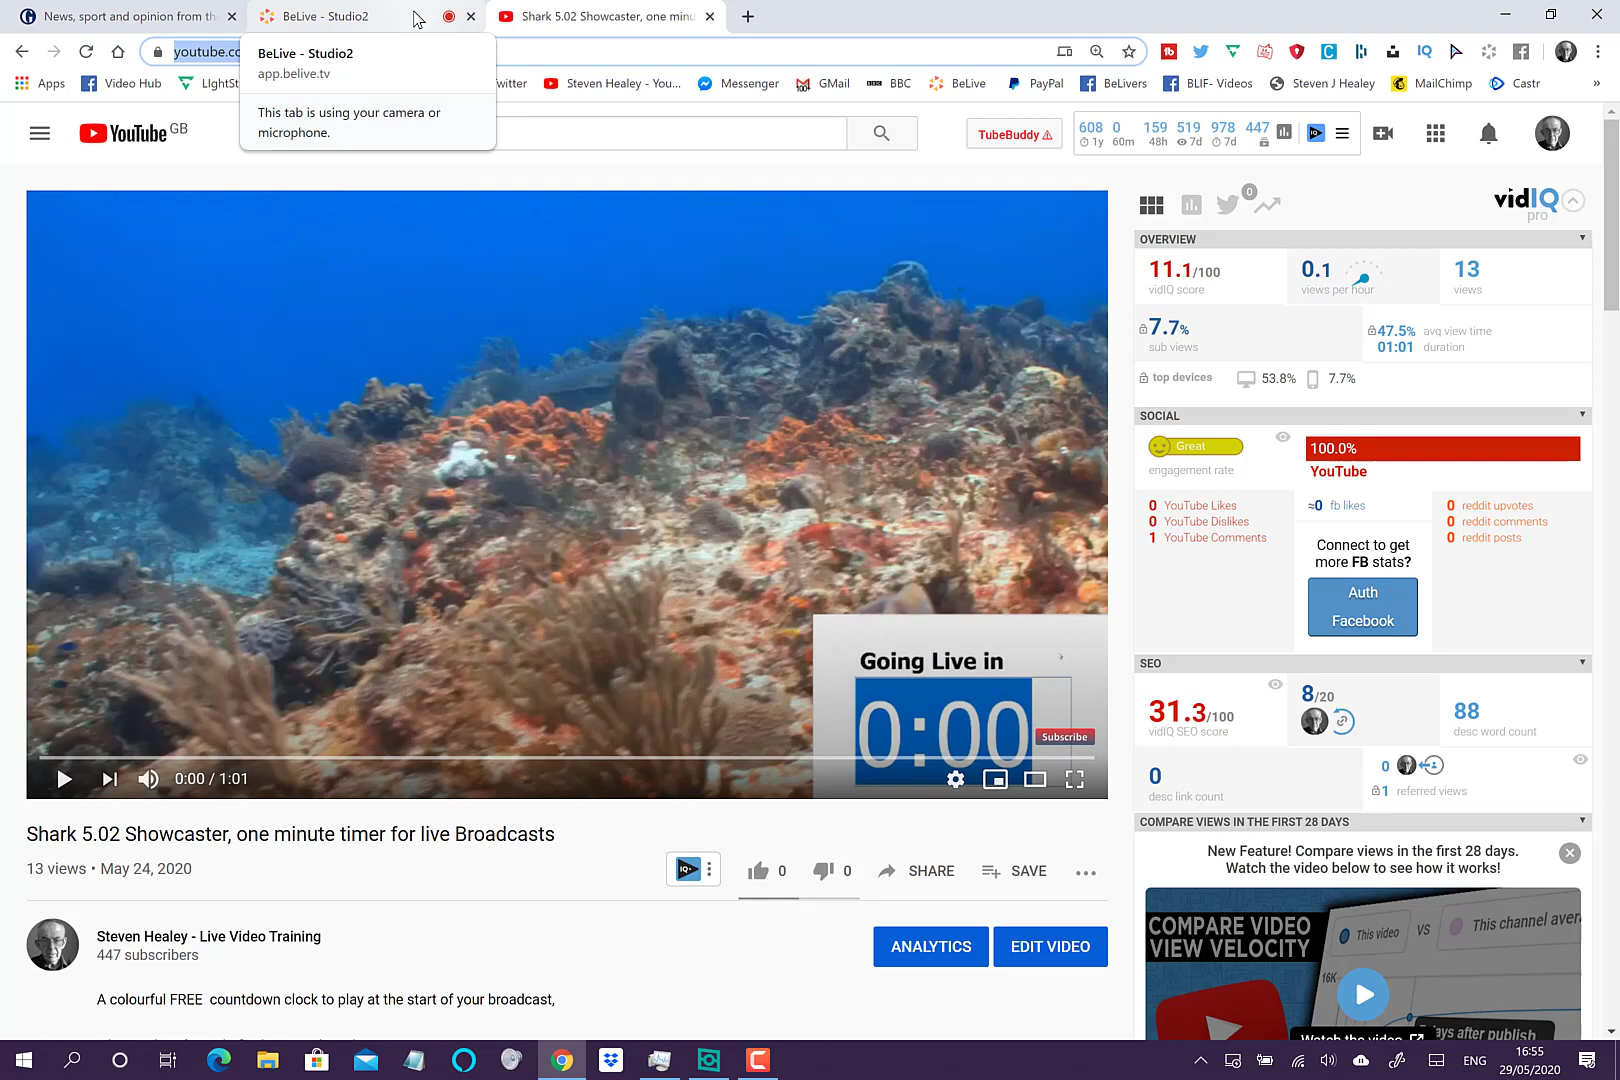 News, sport and opinion from the
BeLive - Studio2
Shark 5.02 Showcaster, one minu
youtube.co
BeLive - Studio2
app.belive.tv
This tab is using your camera or
microphone.
Apps
Video Hub
LIghtSt
witter
Steven Healey - You...
Messenger
GMail
BBC
BeLive
PayPal
BeLivers
BLIF- Videos
Steven J Healey
MailChimp
Castr
»
YouTube GB
TubeBuddy
608 0 159 519 978 447
1y 60m 48h 7d 7d
vidIQ
pro
0
OVERVIEW
11.1/100
vidIQ score
0.1
views per hour
13
views
7.7%
sub views
47.5% avg view time
01:01 duration
top devices 53.8% 7.7%
SOCIAL
Great
engagement rate
100.0%
YouTube
0 YouTube Likes
0 YouTube Dislikes
1 YouTube Comments
≈0 fb likes
Connect to get
more FB stats?
Auth
Facebook
0 reddit upvotes
0 reddit comments
0 reddit posts
SEO
31.3/100
vidIQ SEO score
8/20
88
desc word count
0
desc link count
0
1 referred views
COMPARE VIEWS IN THE FIRST 28 DAYS
New Feature! Compare views in the first 28 days.
Watch the video below to see how it works!
COMPARE VIDEO
VIEW VELOCITY
This video
VS
This channel aver
16K
days after publish
Watch the video
Going Live in
0:00
Subscribe
0:00 / 1:01
Shark 5.02 Showcaster, one minute timer for live Broadcasts
13 views • May 24, 2020
IQ
0
0
SHARE
SAVE
Steven Healey - Live Video Training
447 subscribers
ANALYTICS
EDIT VIDEO
A colourful FREE countdown clock to play at the start of your broadcast,
ENG
16:55
29/05/2020